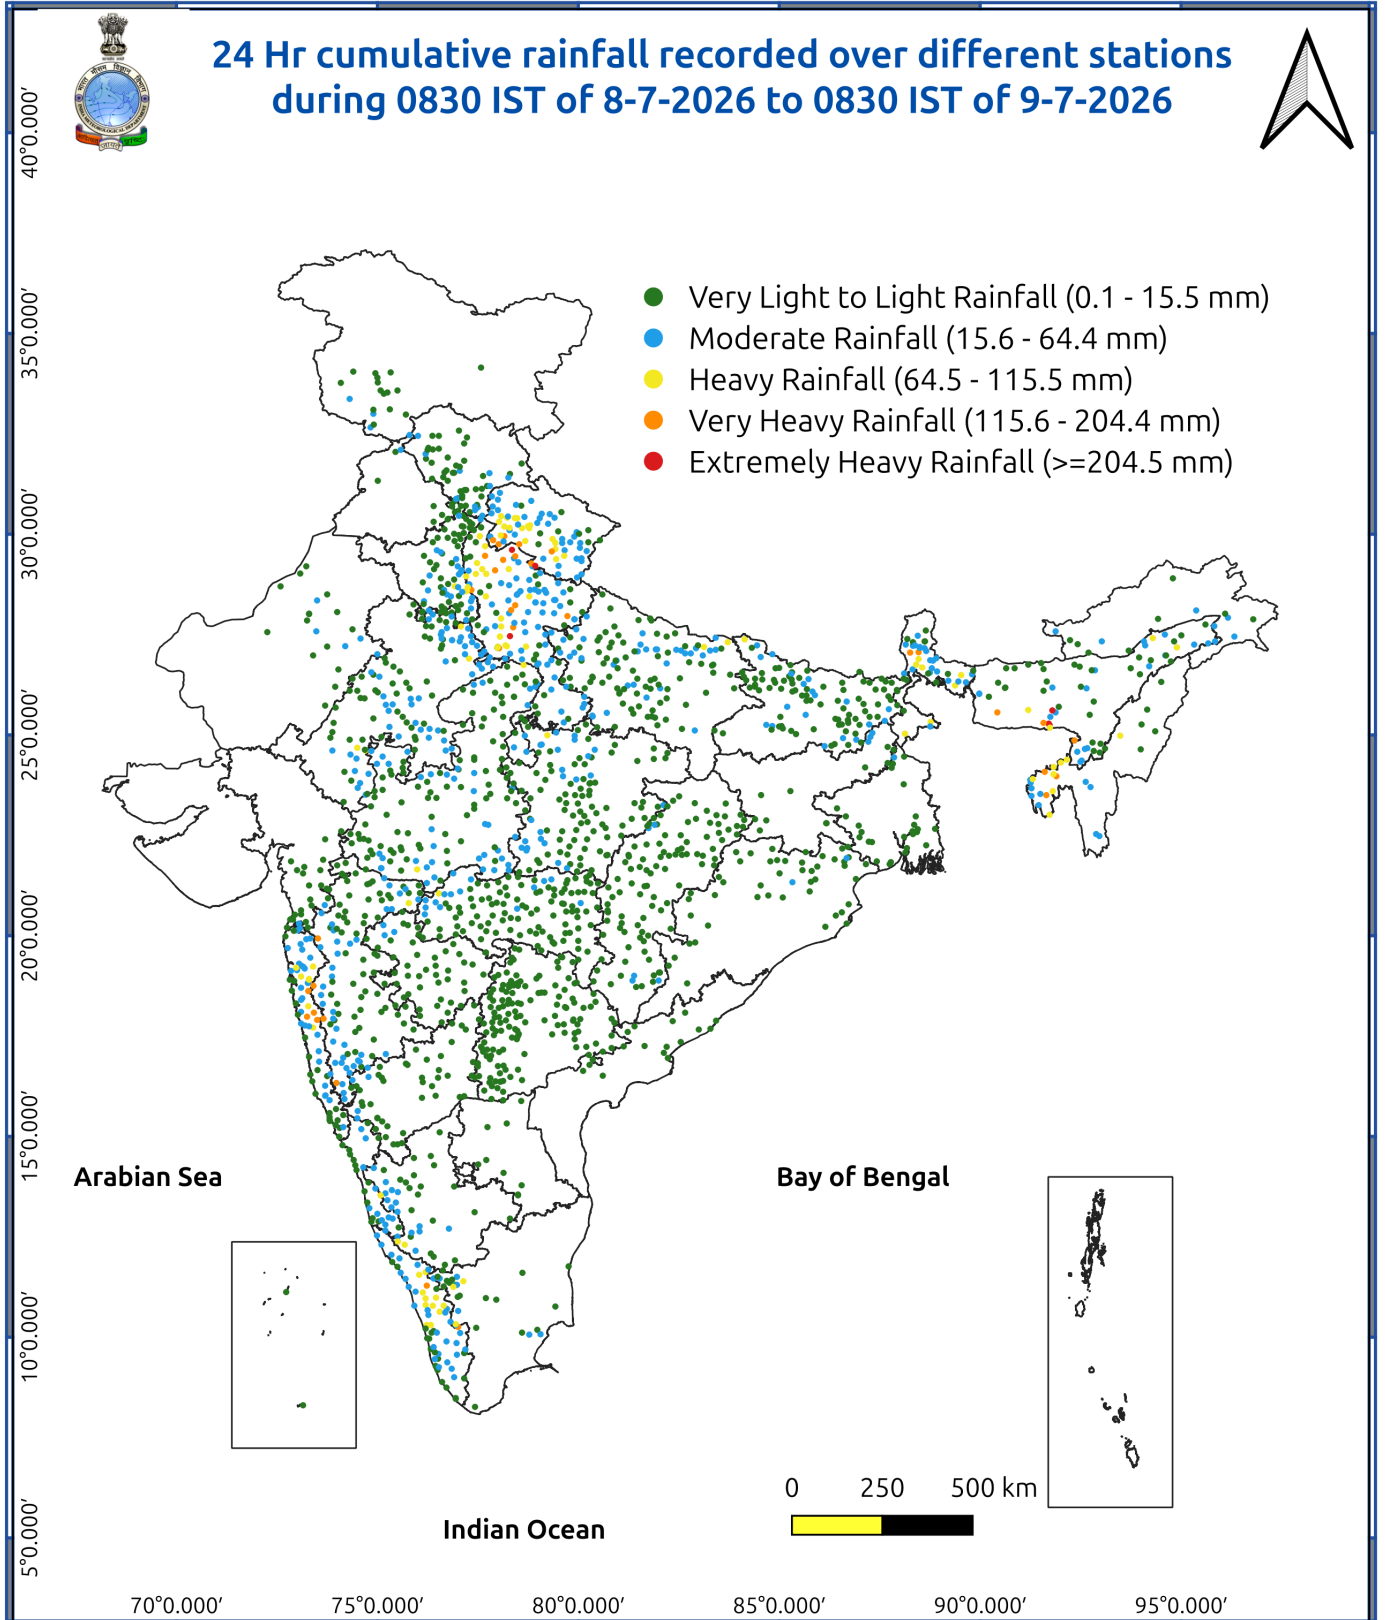 24 Hr cumulative rainfall recorded over different stations
during 0830 IST of 8-7-2026 to 0830 IST of 9-7-2026
Very Light to Light Rainfall (0.1 - 15.5 mm)
Moderate Rainfall (15.6 - 64.4 mm)
Heavy Rainfall (64.5 - 115.5 mm)
Very Heavy Rainfall (115.6 - 204.4 mm)
Extremely Heavy Rainfall (>=204.5 mm)
40°0.000′
35°0.000′
30°0.000′
25°0.000′
20°0.000′
15°0.000′
10°0.000′
5°0.000′
Arabian Sea
Bay of Bengal
Indian Ocean
0 250 500 km
70°0.000′ 75°0.000′ 80°0.000′ 85°0.000′ 90°0.000′ 95°0.000′